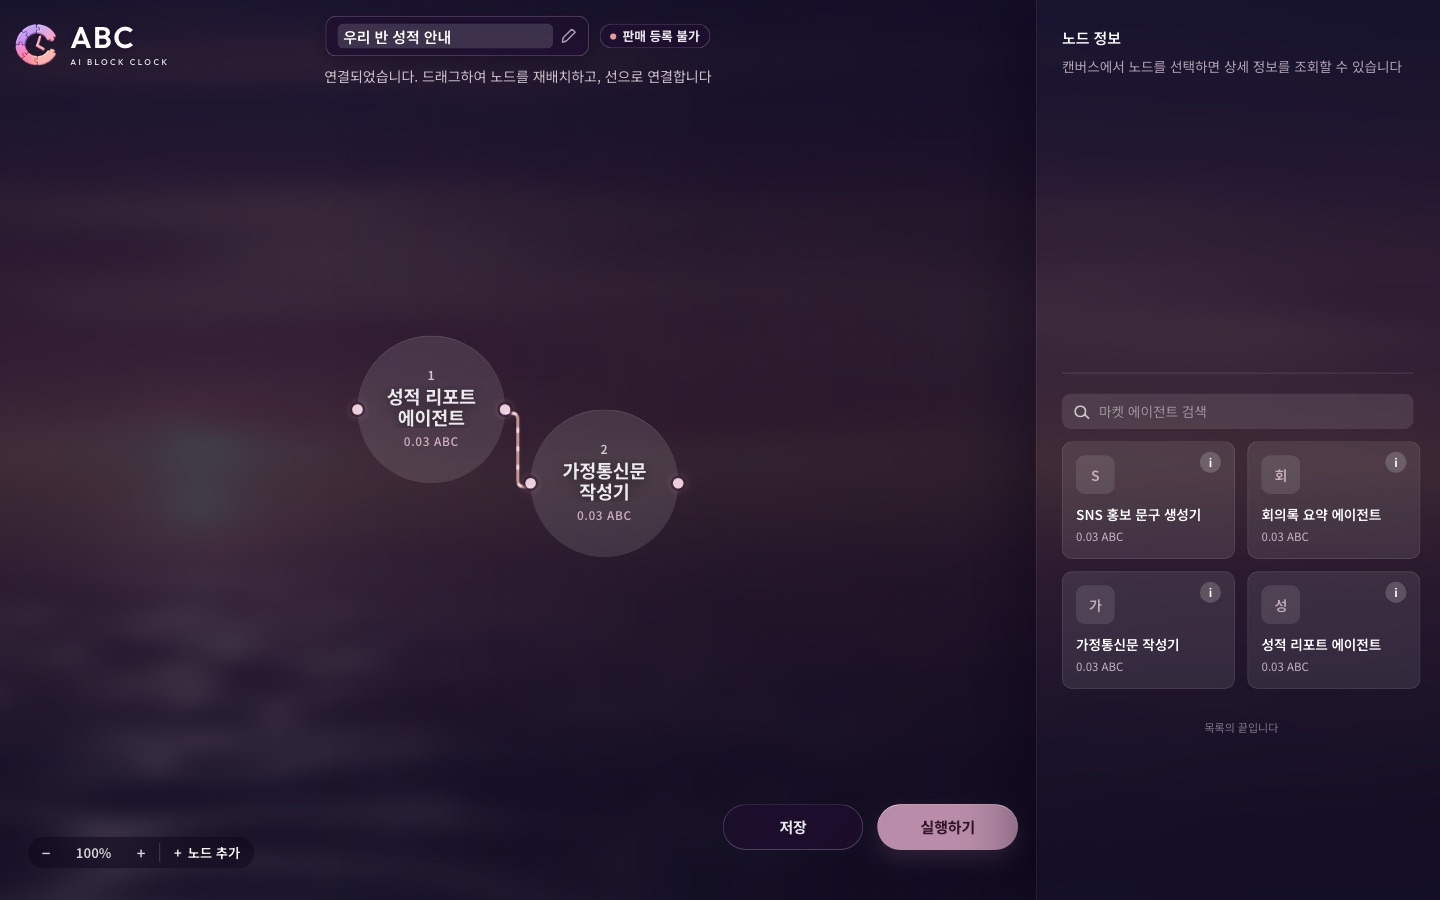 ABC
AI BLOCK CLOCK
우리 반 성적 안내
판매 등록 불가
연결되었습니다. 드래그하여 노드를 재배치하고, 선으로 연결합니다
1
성적 리포트
에이전트
0.03 ABC
2
가정통신문
작성기
0.03 ABC
저장
실행하기
− 100% +
+ 노드 추가
노드 정보
캔버스에서 노드를 선택하면 상세 정보를 조회할 수 있습니다
마켓 에이전트 검색
S
i
SNS 홍보 문구 생성기
0.03 ABC
회
i
회의록 요약 에이전트
0.03 ABC
가
i
가정통신문 작성기
0.03 ABC
성
i
성적 리포트 에이전트
0.03 ABC
목록의 끝입니다